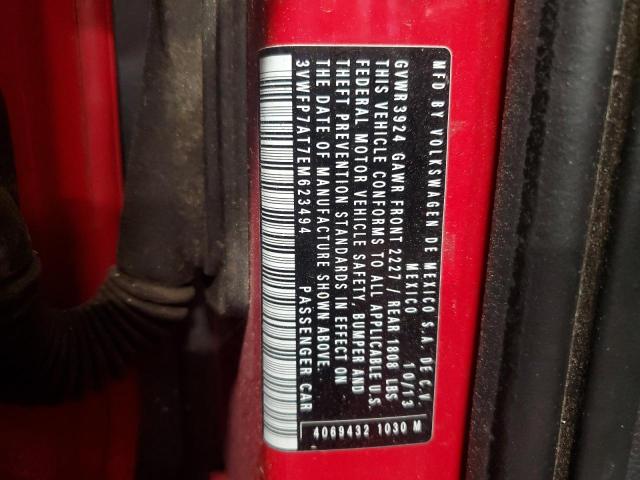 MFD BY VOLKSWAGEN DE MEXICO S.A. DE C.V.
MEXICO 10/13
GVWR 3924 GAWR FRONT 2227/ REAR 1808 LBS
THIS VEHICLE CONFORMS TO ALL APPLICABLE U.S.
FEDERAL MOTOR VEHICLE SAFETY, BUMPER AND
THEFT PREVENTION STANDARDS IN EFFECT ON
THE DATE OF MANUFACTURE SHOWN ABOVE.
3VWFP7AT7EM623494 PASSENGER CAR
4069432 1030 M